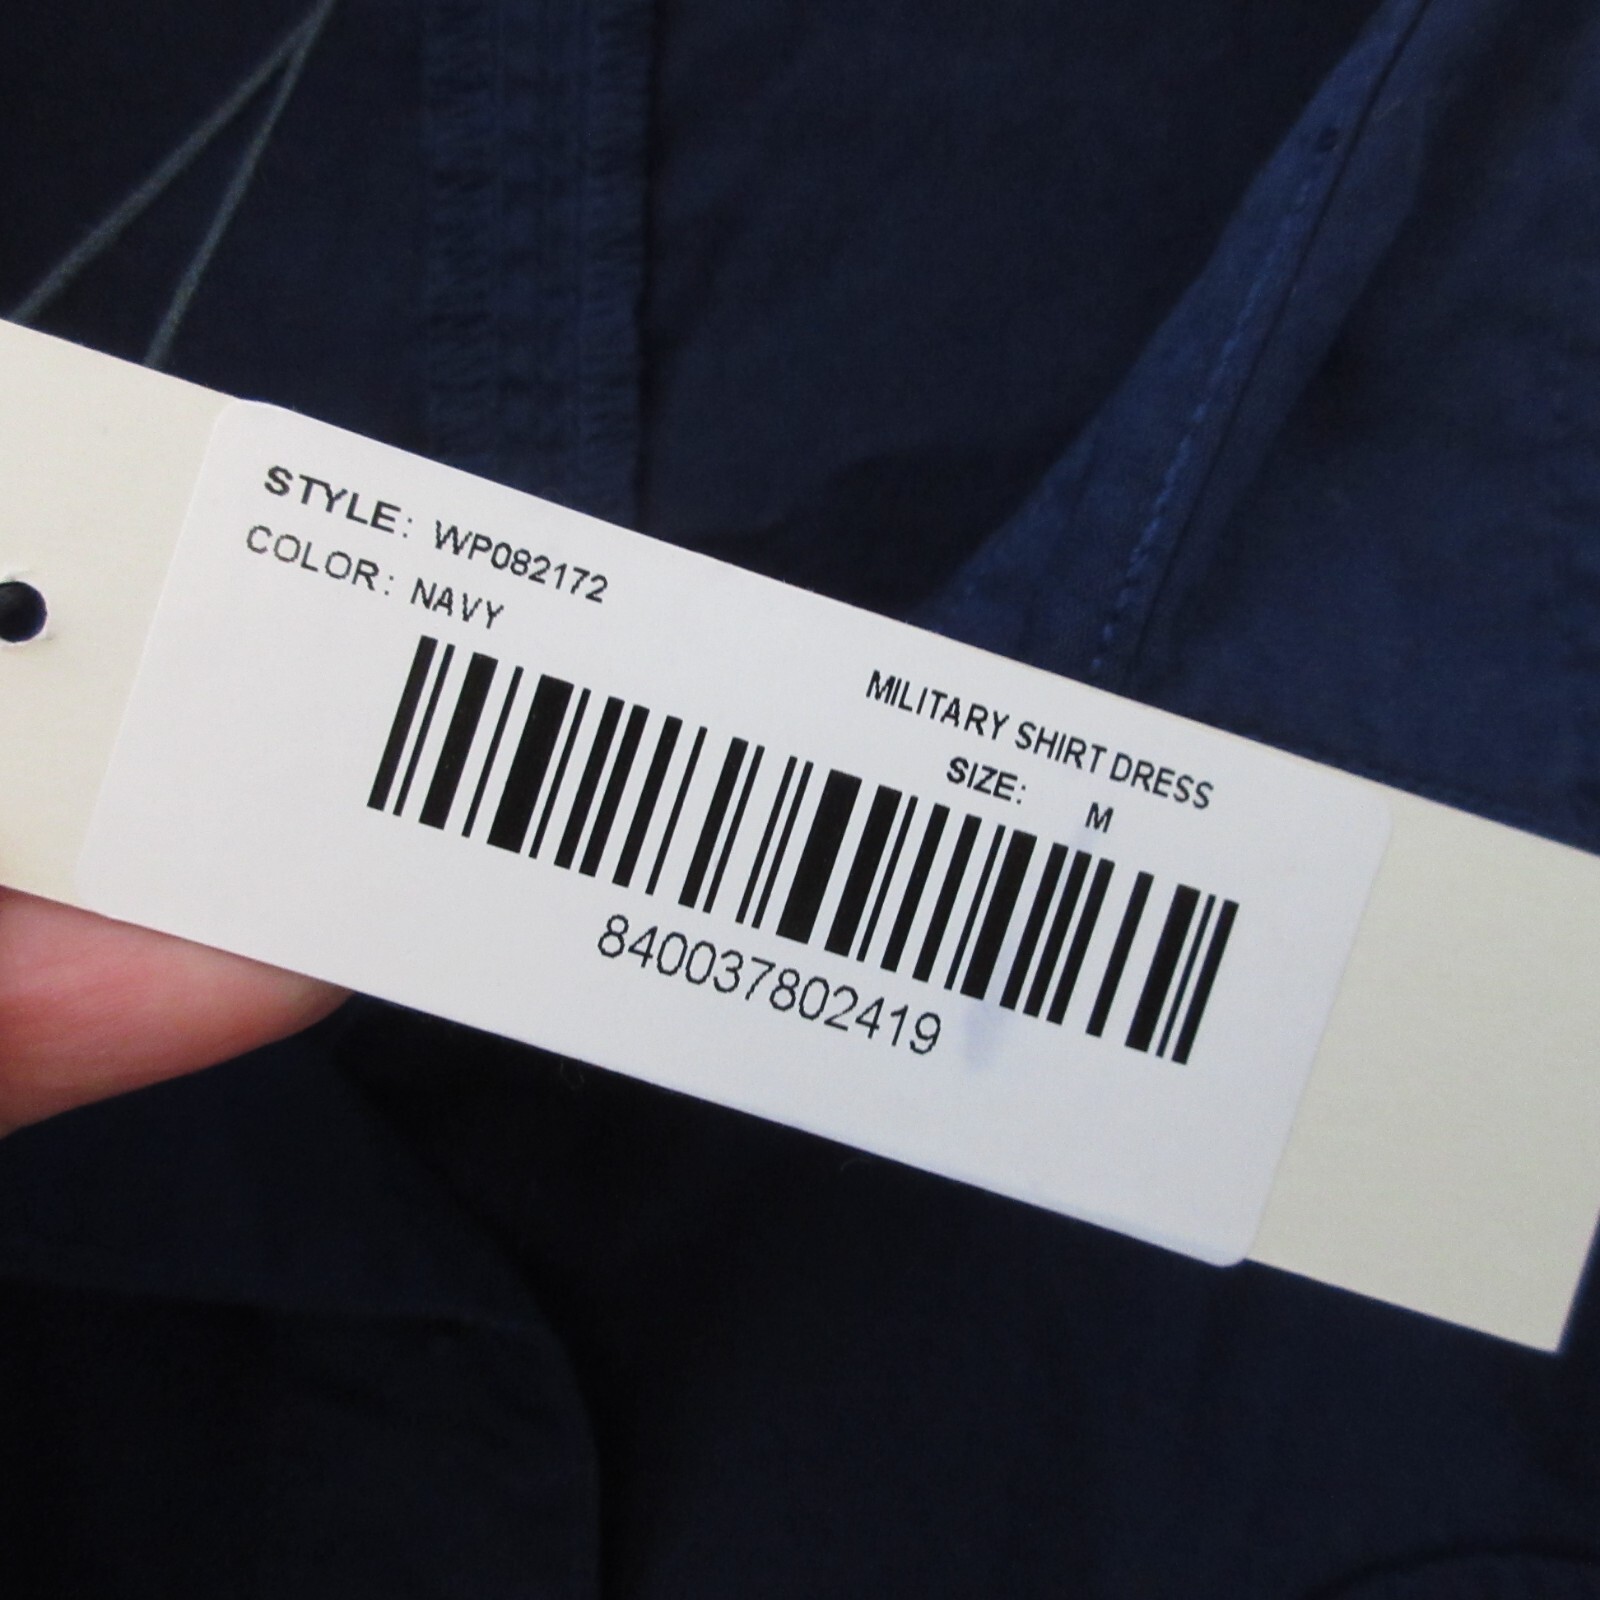 STYLE: WP082172
COLOR: NAVY
MILITARY SHIRT DRESS
SIZE: M
840037802419